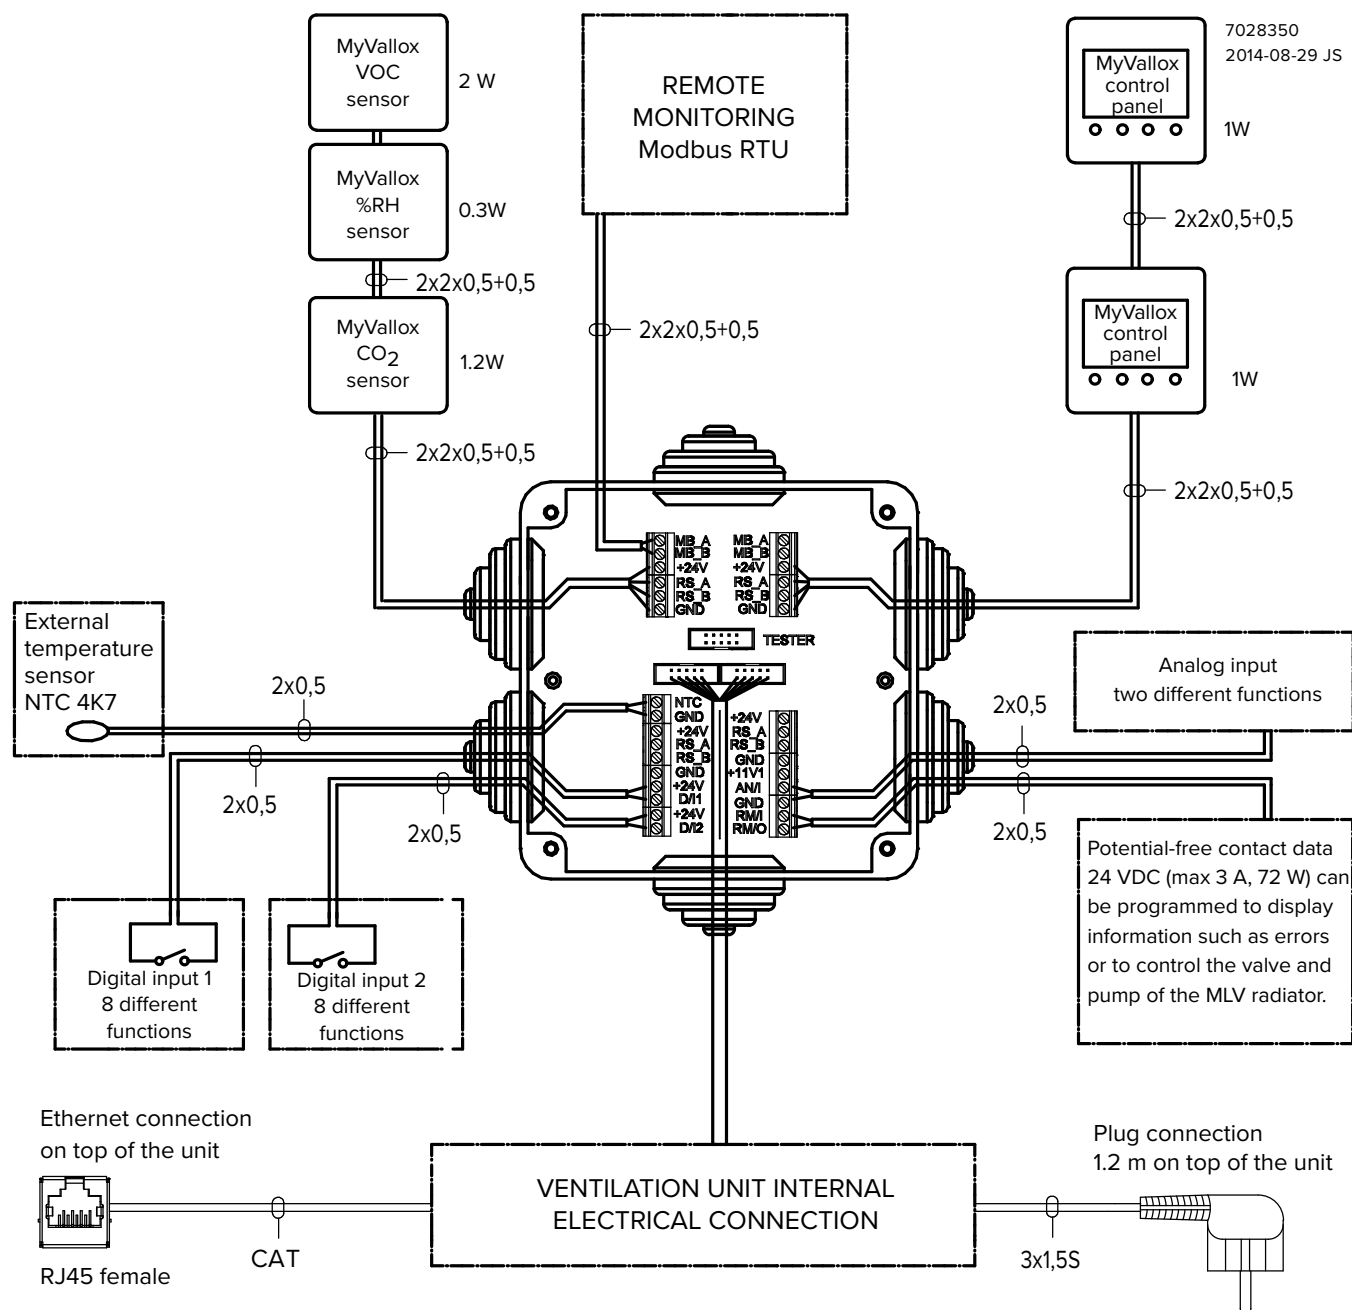 MyVallox
VOC
sensor
2 W
MyVallox
%RH
sensor
0.3W
2x2x0,5+0,5
MyVallox
CO2
sensor
1.2W
2x2x0,5+0,5
REMOTE
MONITORING
Modbus RTU
2x2x0,5+0,5
7028350
2014-08-29 JS
MyVallox
control
panel
1W
2x2x0,5+0,5
MyVallox
control
panel
1W
2x2x0,5+0,5
MB_A
MB_B
+24V
RS_A
RS_B
GND
MB_A
MB_B
+24V
RS_A
RS_B
GND
TESTER
NTC
GND
+24V
RS_A
RS_B
GND
+24V
D/I1
+24V
D/I2
+24V
RS_A
RS_B
GND
+11V1
AN/I
GND
RM/I
RM/O
External
temperature
sensor
NTC 4K7
2x0,5
2x0,5
2x0,5
Analog input
two different functions
2x0,5
2x0,5
Potential-free contact data
24 VDC (max 3 A, 72 W) can
be programmed to display
information such as errors
or to control the valve and
pump of the MLV radiator.
Digital input 1
8 different
functions
Digital input 2
8 different
functions
Ethernet connection
on top of the unit
RJ45 female
CAT
VENTILATION UNIT INTERNAL
ELECTRICAL CONNECTION
Plug connection
1.2 m on top of the unit
3x1,5S